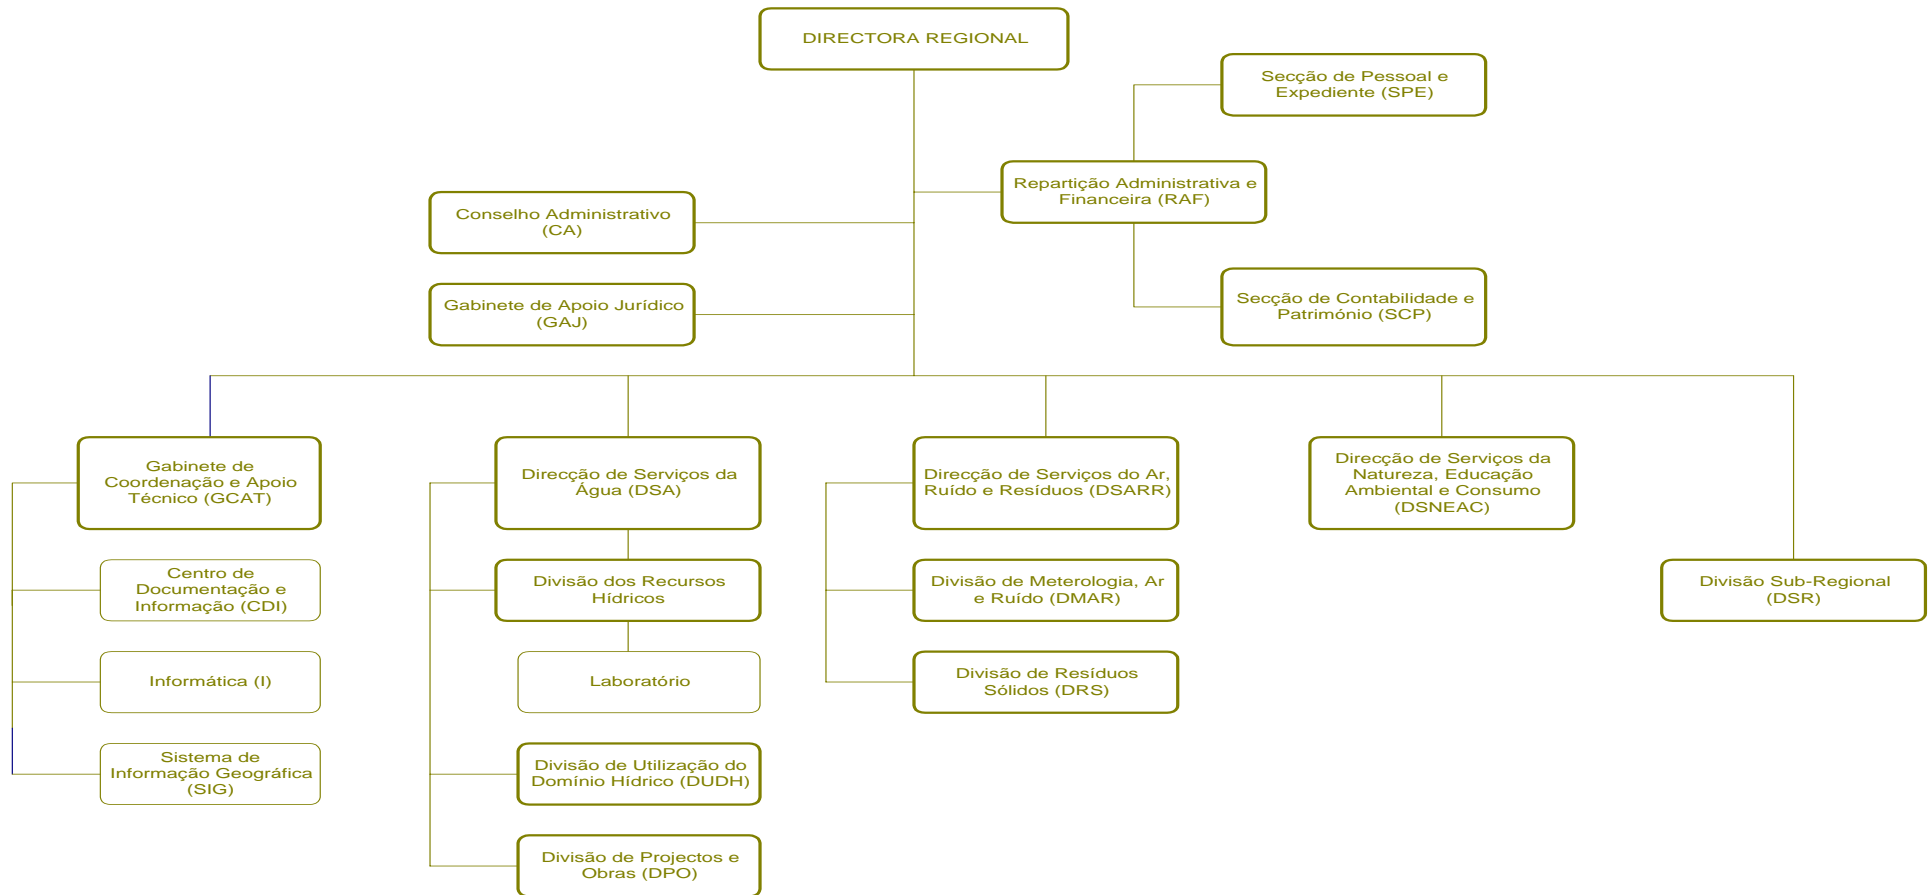 DIRECTORA REGIONAL
Secção de Pessoal e
Expediente (SPE)
Repartição Administrativa e
Financeira (RAF)
Conselho Administrativo
(CA)
Gabinete de Apoio Jurídico
(GAJ)
Secção de Contabilidade e
Património (SCP)
Gabinete de
Coordenação e Apoio
Técnico (GCAT)
Centro de
Documentação e
Informação (CDI)
Informática (I)
Sistema de
Informação Geográfica
(SIG)
Direcção de Serviços da
Água (DSA)
Divisão dos Recursos
Hídricos
Laboratório
Divisão de Utilização do
Domínio Hídrico (DUDH)
Divisão de Projectos e
Obras (DPO)
Direcção de Serviços do Ar,
Ruído e Resíduos (DSARR)
Divisão de Meterologia, Ar
e Ruído (DMAR)
Divisão de Resíduos
Sólidos (DRS)
Direcção de Serviços da
Natureza, Educação
Ambiental e Consumo
(DSNEAC)
Divisão Sub-Regional
(DSR)